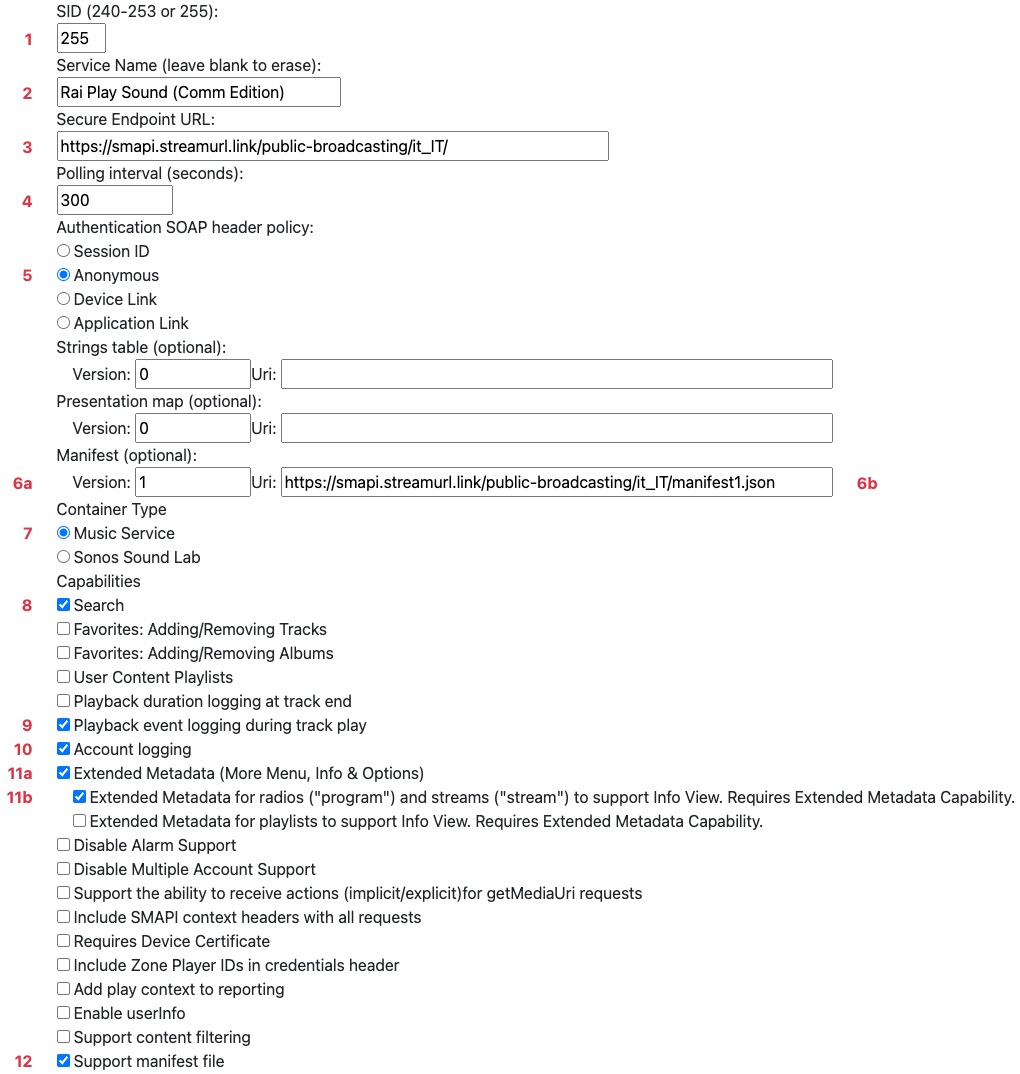 SID (240-253 or 255):
1 255
Service Name (leave blank to erase):
2 Rai Play Sound (Comm Edition)
Secure Endpoint URL:
3 https://smapi.streamurl.link/public-broadcasting/it_IT/
Polling interval (seconds):
4 300
Authentication SOAP header policy:
Session ID
5 Anonymous
Device Link
Application Link
Strings table (optional):
Version: 0 Uri:
Presentation map (optional):
Version: 0 Uri:
Manifest (optional):
6a Version: 1 Uri: https://smapi.streamurl.link/public-broadcasting/it_IT/manifest1.json 6b
Container Type
7 Music Service
Sonos Sound Lab
Capabilities
8 Search
Favorites: Adding/Removing Tracks
Favorites: Adding/Removing Albums
User Content Playlists
Playback duration logging at track end
9 Playback event logging during track play
10 Account logging
11a Extended Metadata (More Menu, Info & Options)
11b Extended Metadata for radios ("program") and streams ("stream") to support Info View. Requires Extended Metadata Capability.
Extended Metadata for playlists to support Info View. Requires Extended Metadata Capability.
Disable Alarm Support
Disable Multiple Account Support
Support the ability to receive actions (implicit/explicit)for getMediaUri requests
Include SMAPI context headers with all requests
Requires Device Certificate
Include Zone Player IDs in credentials header
Add play context to reporting
Enable userInfo
Support content filtering
12 Support manifest file